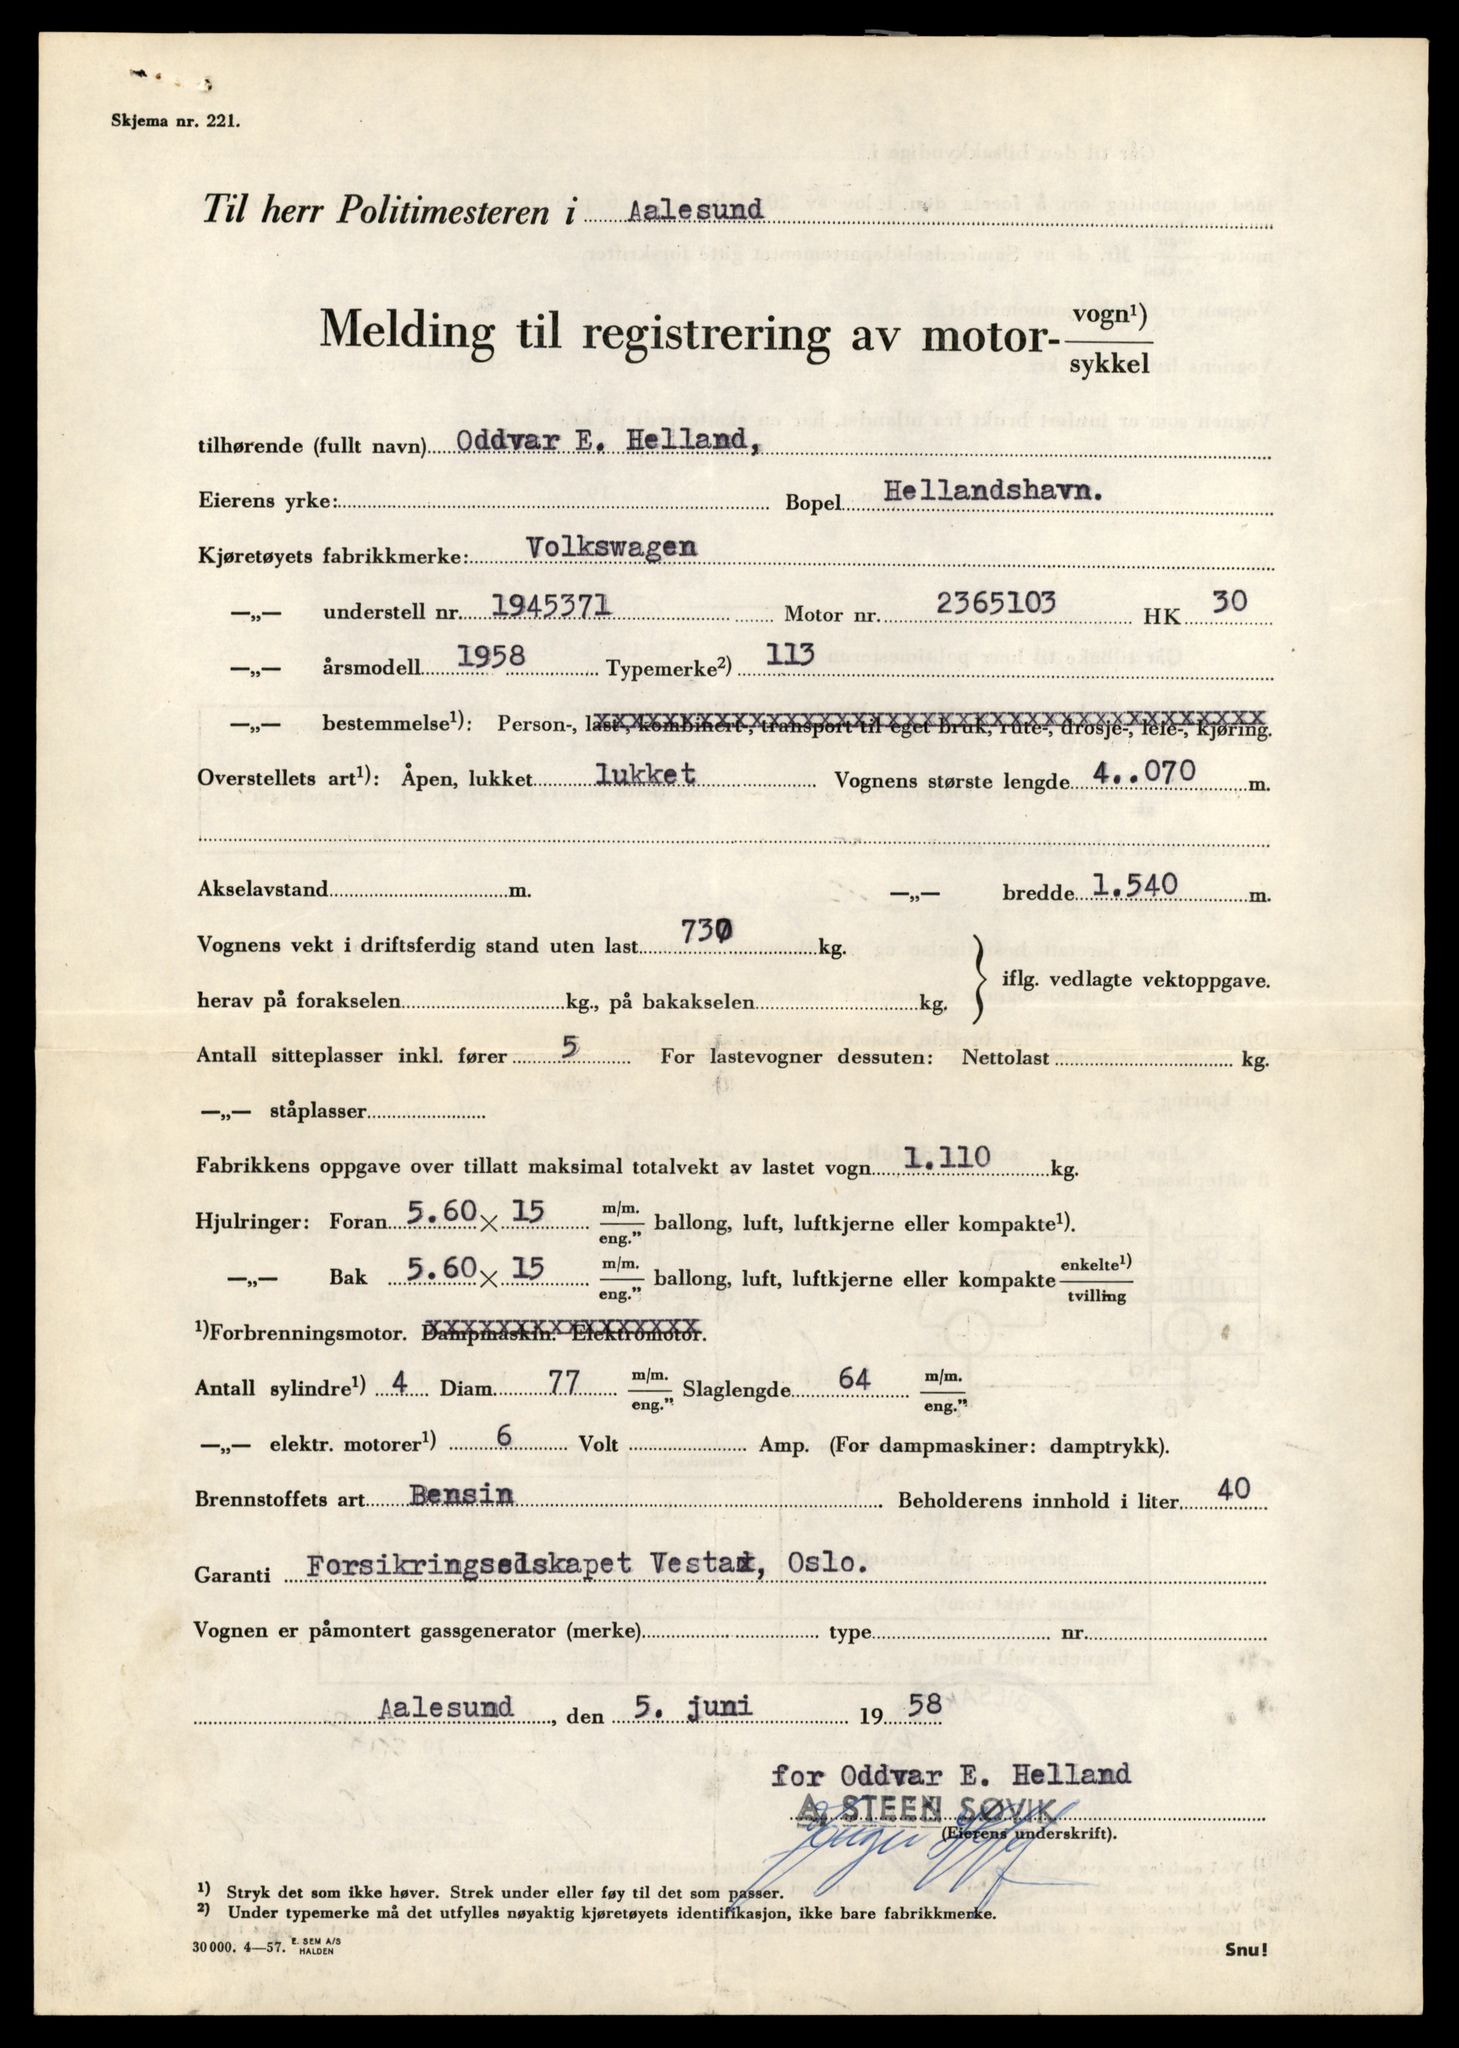 Skjema nr. 221.
Til herr Politimesteren i Aalesund
Melding til registrering av motor- vogn¹) / sykkel
tilhørende (fullt navn) Oddvar E. Helland,
Eierens yrke: Bopel Hellandshavn.
Kjøretøyets fabrikkmerke: Volkswagen
—„— understell nr. 1945371 Motor nr. 2365103 HK 30
—„— årsmodell 1958 Typemerke²) 113
—„— bestemmelse¹): Person-, last-, kombinert-, transport til eget bruk, rute-, drosje-, leie-, kjøring.
Overstellets art¹): Åpen, lukket lukket Vognens største lengde 4..070 m.
Akselavstand m. —„— bredde 1.540 m.
Vognens vekt i driftsferdig stand uten last 730 kg.
iflg. vedlagte vektoppgave.
herav på forakselen kg., på bakakselen kg.
Antall sitteplasser inkl. fører 5 For lastevogner dessuten: Nettolast kg.
—„— ståplasser
Fabrikkens oppgave over tillatt maksimal totalvekt av lastet vogn 1.110 kg.
Hjulringer: Foran 5.60 × 15 m/m. / eng.” ballong, luft, luftkjerne eller kompakte¹).
—„— Bak 5.60 × 15 m/m. / eng.” ballong, luft, luftkjerne eller kompakte enkelte¹) / tvilling
¹)Forbrenningsmotor. Dampmaskin. Elektromotor.
Antall sylindre¹) 4 Diam. 77 m/m. / eng.” Slaglengde 64 m/m. / eng.”
—„— elektr. motorer¹) 6 Volt Amp. (For dampmaskiner: damptrykk).
Brennstoffets art Bensin Beholderens innhold i liter 40
Garanti Forsikringselskapet Vesta, Oslo.
Vognen er påmontert gassgenerator (merke) type nr.
Aalesund, den 5. juni 1958
for Oddvar E. Helland
A. STEEN SØVIK
(Eierens underskrift).
¹) Stryk det som ikke høver. Strek under eller føy til det som passer.
²) Under typemerke må det utfylles nøyaktig kjøretøyets identifikasjon, ikke bare fabrikkmerke.
30 000. 4—57. E. SEM A/S HALDEN
Snu!